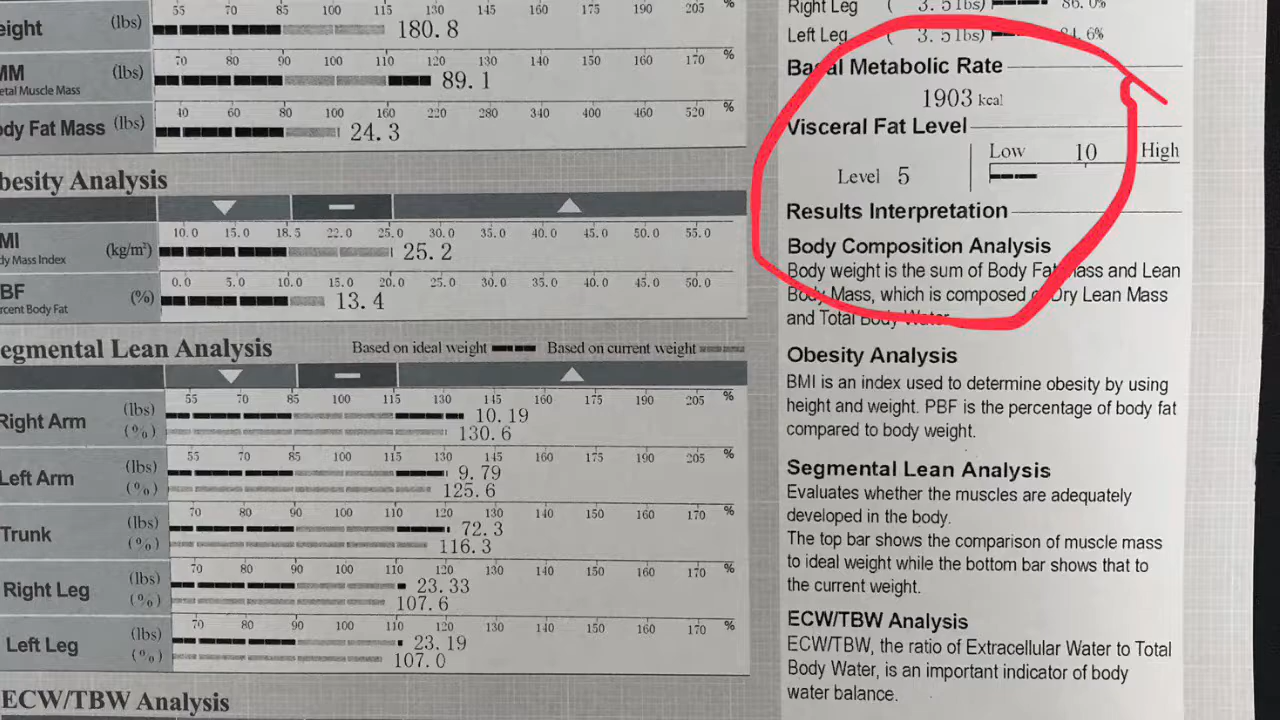 55 70 85 100 115 130 145 160 175 190 205 %
eight (lbs) 180.8
70 80 90 100 110 120 130 140 150 160 170 %
MM (lbs) 89.1
etal Muscle Mass
40 60 80 100 160 220 280 340 400 460 520 %
ody Fat Mass (lbs) 24.3
besity Analysis
10.0 15.0 18.5 22.0 25.0 30.0 35.0 40.0 45.0 50.0 55.0
MI (kg/m²) 25.2
dy Mass Index
0.0 5.0 10.0 15.0 20.0 25.0 30.0 35.0 40.0 45.0 50.0
BF (%) 13.4
rcent Body Fat
egmental Lean Analysis Based on ideal weight Based on current weight
55 70 85 100 115 130 145 160 175 190 205 %
Right Arm (lbs) 10.19
(%) 130.6
55 70 85 100 115 130 145 160 175 190 205 %
Left Arm (lbs) 9.79
(%) 125.6
70 80 90 100 110 120 130 140 150 160 170 %
Trunk (lbs) 72.3
(%) 116.3
70 80 90 100 110 120 130 140 150 160 170 %
Right Leg (lbs) 23.33
(%) 107.6
70 80 90 100 110 120 130 140 150 160 170 %
Left Leg (lbs) 23.19
(%) 107.0
ECW/TBW Analysis
Right Leg ( 3.5lbs) 86.0%
Left Leg ( 3.5lbs)
Basal Metabolic Rate
1903 kcal
Visceral Fat Level
Low 10 High
Level 5
Results Interpretation
Body Composition Analysis
Body weight is the sum of Body Fat Mass and Lean
Body Mass, which is composed of Dry Lean Mass
and Total Body Water.
Obesity Analysis
BMI is an index used to determine obesity by using
height and weight. PBF is the percentage of body fat
compared to body weight.
Segmental Lean Analysis
Evaluates whether the muscles are adequately
developed in the body.
The top bar shows the comparison of muscle mass
to ideal weight while the bottom bar shows that to
the current weight.
ECW/TBW Analysis
ECW/TBW, the ratio of Extracellular Water to Total
Body Water, is an important indicator of body
water balance.